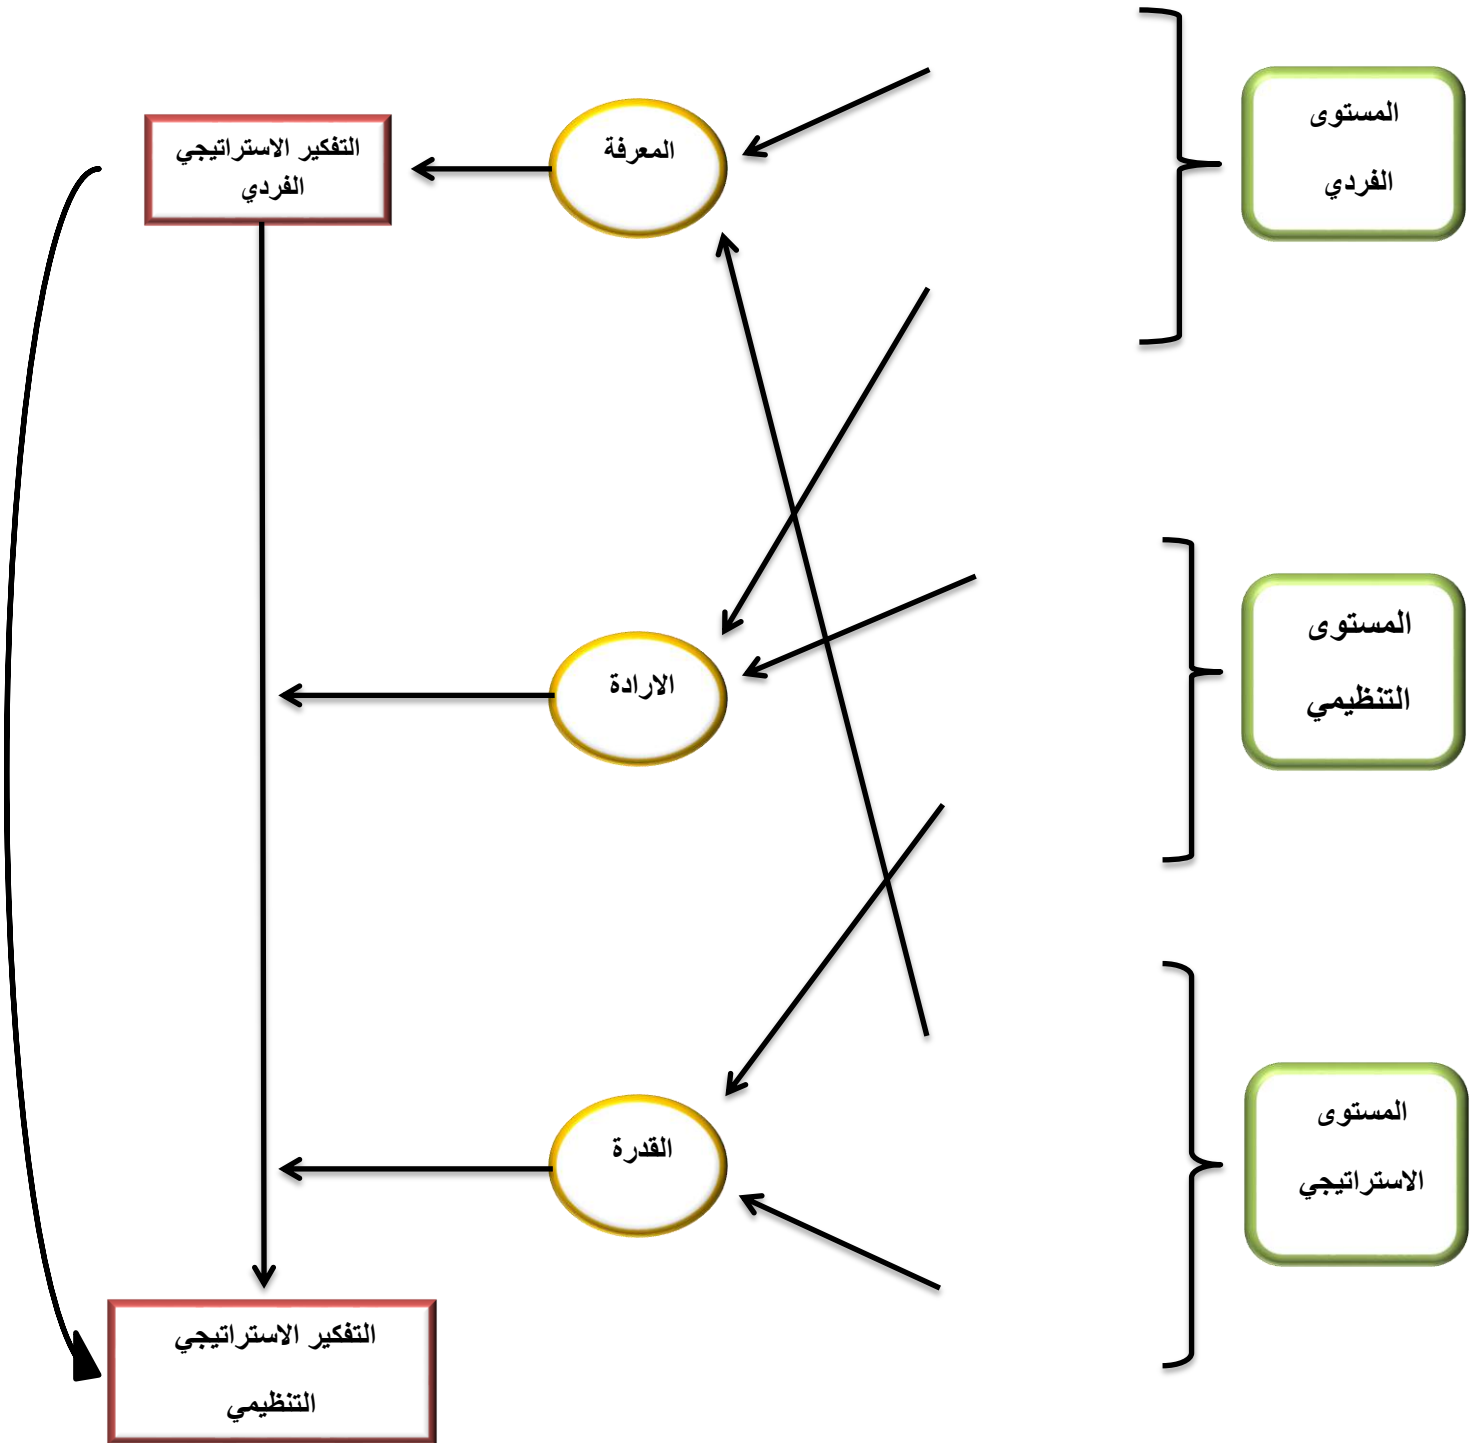 المستوى
الفردي
المعرفة
التفكير الاستراتيجي
الفردي
المستوى
التنظيمي
الارادة
المستوى
الاستراتيجي
القدرة
التفكير الاستراتيجي
التنظيمي